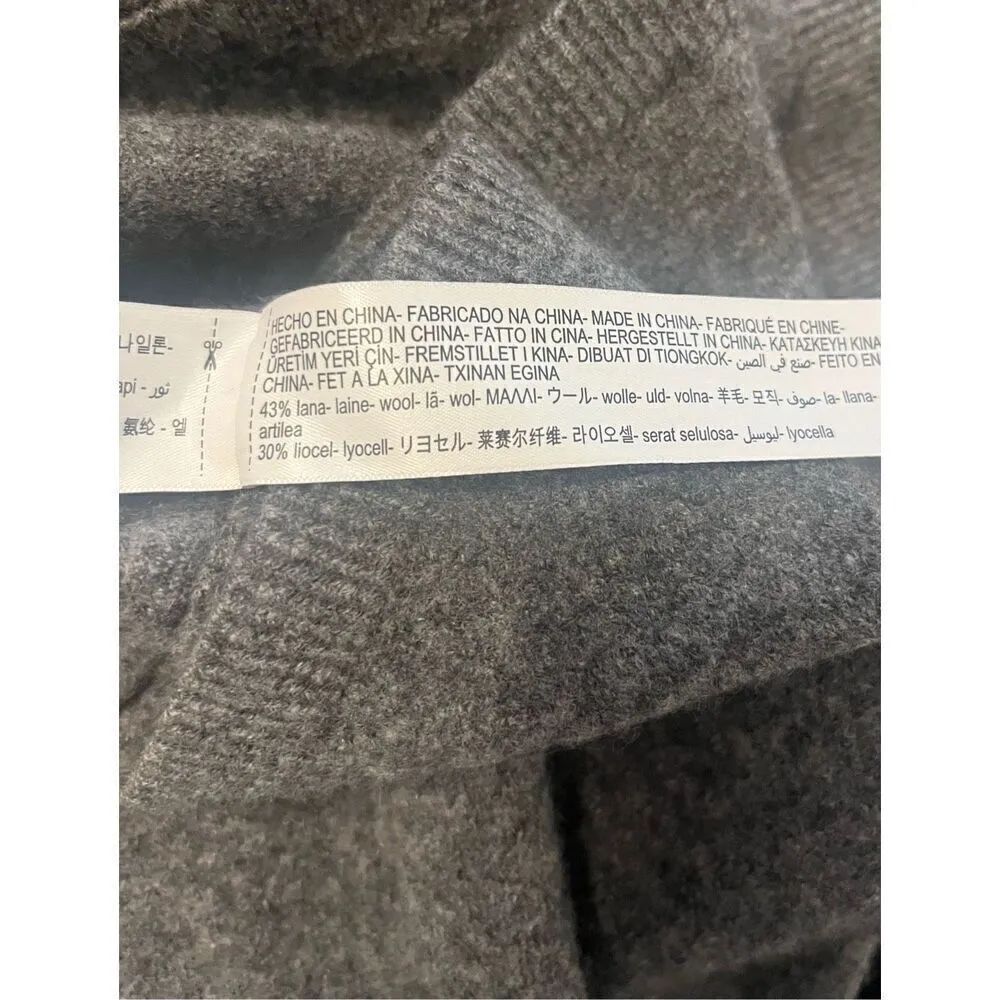 나일론-
api - ثور
氨纶 - 엘
HECHO EN CHINA- FABRICADO NA CHINA- MADE IN CHINA- FABRIQUÉ EN CHINE-
GEFABRICEERD IN CHINA- FATTO IN CINA- HERGESTELLT IN CHINA- ΚΑΤΑΣΚΕΥΗ ΚΙΝΑ
ÜRETİM YERİ ÇİN- FREMSTILLET I KINA- DIBUAT DI TIONGKOK- صنع في الصين- FEITO EN
CHINA- FET A LA XINA- TXINAN EGINA
43% lana- laine- wool- lã- wol- ΜΑΛΛΙ- ウール- wolle- uld- volna- 羊毛- 모직- صوف- la- llana-
artilea
30% liocel- lyocell- リヨセル- 莱赛尔纤维- 라이오셀- serat selulosa- ليوسيل- lyocella